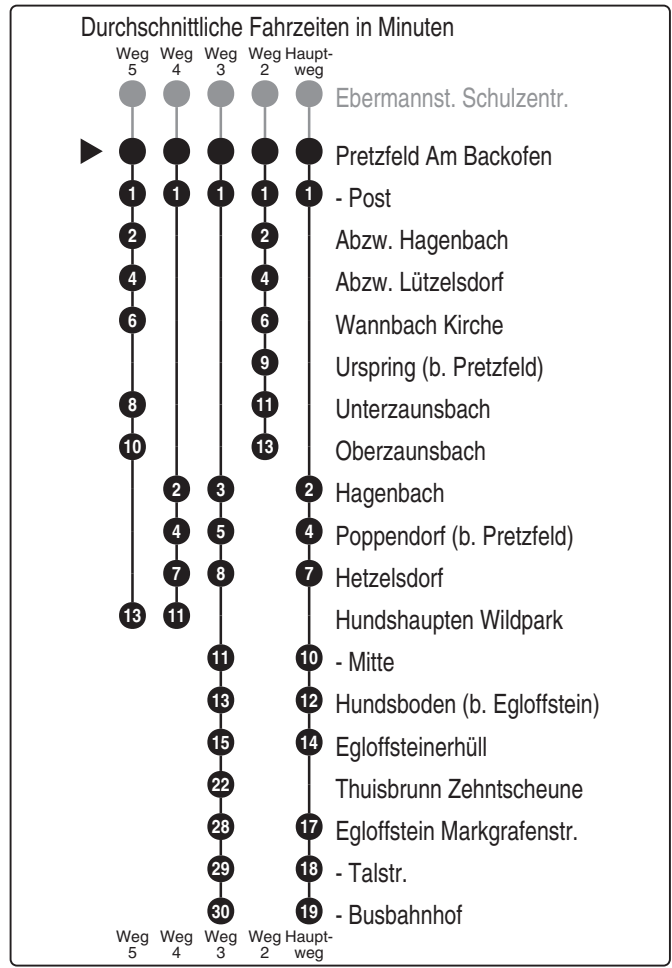 Durchschnittliche Fahrzeiten in Minuten
Weg Weg Weg Weg Haupt-
5 4 3 2 weg
Ebermannst. Schulzentr.
Pretzfeld Am Backofen
1 1 1 1 1 - Post
2 2 Abzw. Hagenbach
4 4 Abzw. Lützelsdorf
6 6 Wannbach Kirche
9 Urspring (b. Pretzfeld)
8 11 Unterzaunsbach
10 13 Oberzaunsbach
2 3 2 Hagenbach
4 5 4 Poppendorf (b. Pretzfeld)
7 8 7 Hetzelsdorf
13 11 Hundshaupten Wildpark
11 10 - Mitte
13 12 Hundsboden (b. Egloffstein)
15 14 Egloffsteinerhüll
22 Thuisbrunn Zehntscheune
28 17 Egloffstein Markgrafenstr.
29 18 - Talstr.
30 19 - Busbahnhof
Weg Weg Weg Weg Haupt-
5 4 3 2 weg